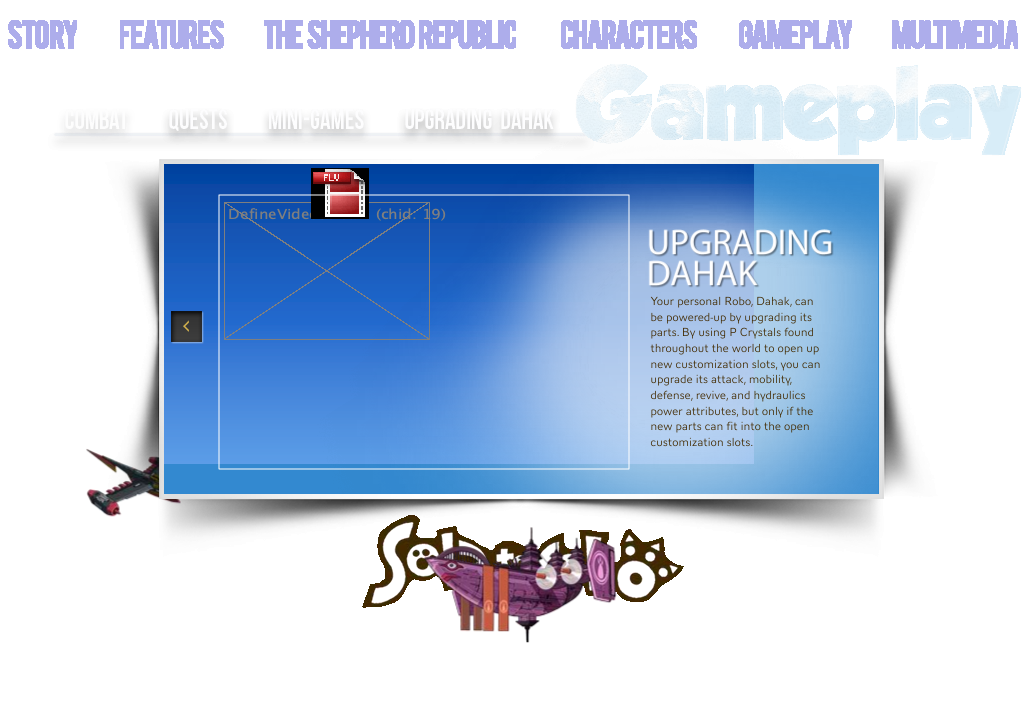 STORY FEATURES THE SHEPHERD REPUBLIC CHARACTERS GAMEPLAY MULTIMEDIA
Gameplay
COMBAT QUESTS MINI-GAMES UPGRADING DAHAK
FLV
DefineVide (chid: 19)
UPGRADING
DAHAK
Your personal Robo, Dahak, can
be powered-up by upgrading its
parts. By using P Crystals found
throughout the world to open up
new customization slots, you can
upgrade its attack, mobility,
defense, revive, and hydraulics
power attributes, but only if the
new parts can fit into the open
customization slots.